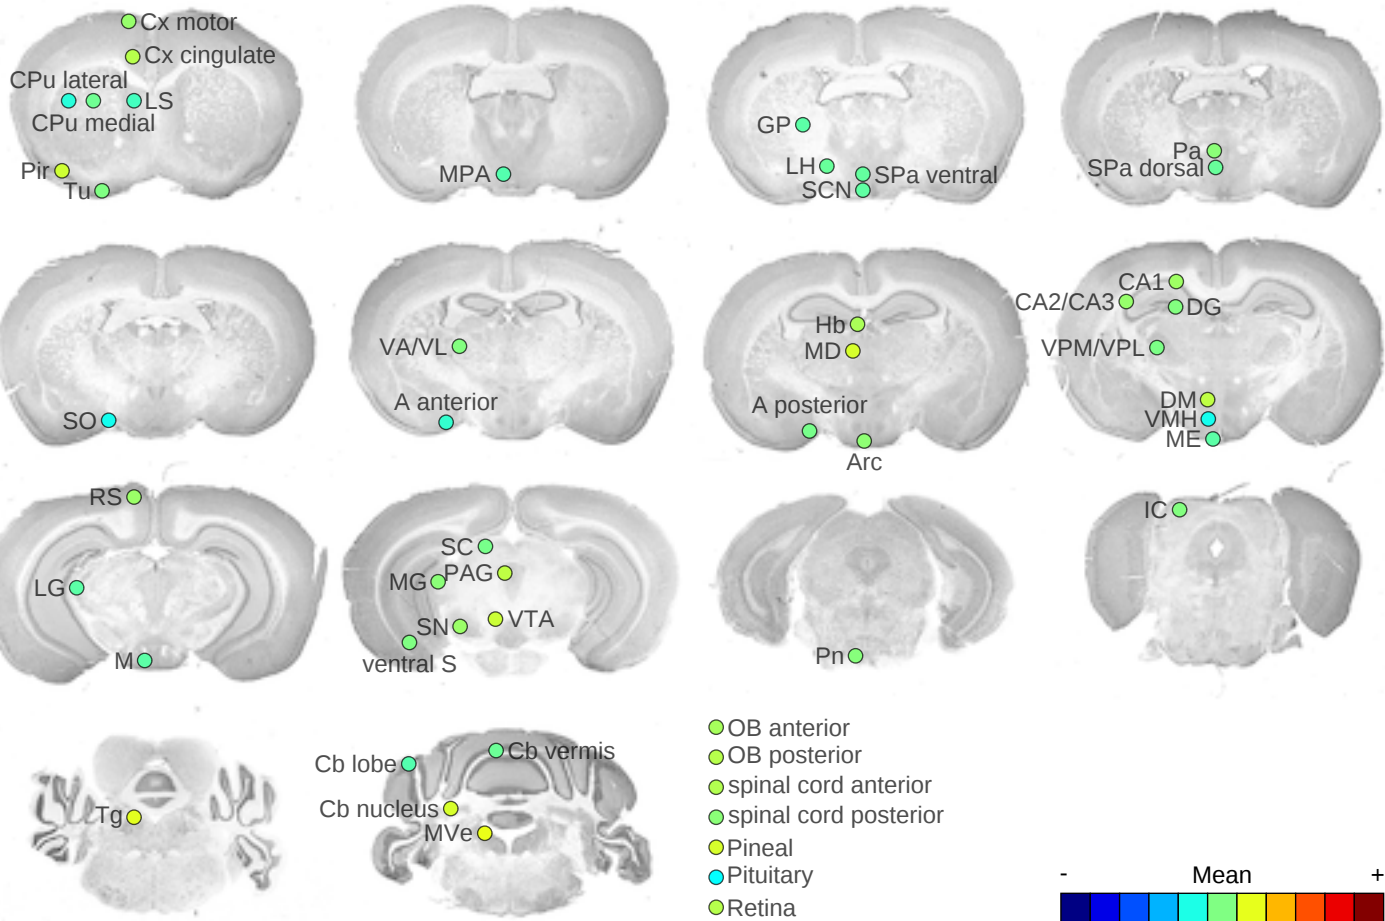 Cx motor
Cx cingulate
CPu lateral
LS
CPu medial
Pir
Tu
MPA
GP
LH
SPa ventral
SCN
Pa
SPa dorsal
SO
VA/VL
A anterior
Hb
MD
A posterior
Arc
CA1
CA2/CA3
DG
VPM/VPL
DM
VMH
ME
RS
LG
M
SC
PAG
MG
VTA
SN
ventral S
Pn
IC
Tg
Cb lobe
Cb vermis
Cb nucleus
MVe
OB anterior
OB posterior
spinal cord anterior
spinal cord posterior
Pineal
Pituitary
Retina
- Mean +